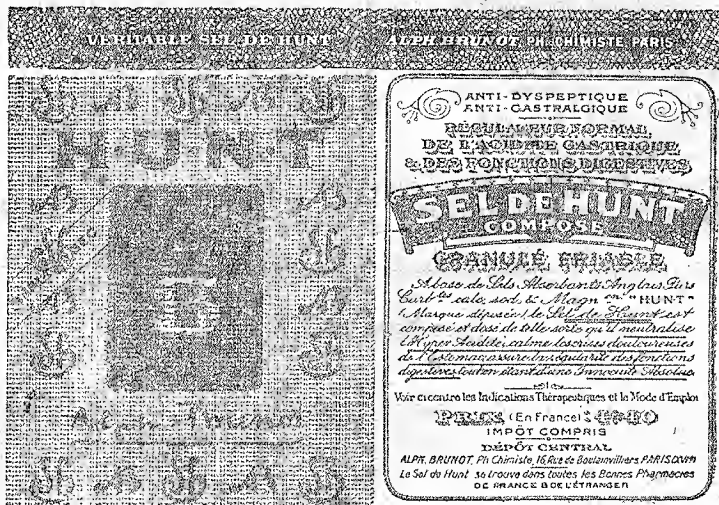 VERITABLE SEL DE HUNT
ALPH. BRUNOT PH. CHIMISTE PARIS
HUNT
B
ANTI-DYSPEPTIQUE
ANTI-GASTRALGIQUE
RÉGULATEUR NORMAL,
DE L'ACIDITÉ GASTRIQUE,
& DES FONCTIONS DIGESTIVES
SEL DE HUNT
COMPOSÉ
GRANULÉ FRIABLE
A base de Sels Absorbants Anglais Purs
calc. sod. & Magn "HUNT"
(Marque déposée), le Sel de Hunt est
composé et dosé de telle sorte qu'il neutralise
l'Hyper Acidité, calme les crises douloureuses
de l'Estomac, assure la régularité des fonctions
digestives tout en étant d'une Innocuité Absolue
Voir ci contre les Indications Thérapeutiques et le Mode d'Emploi
PRIX (En France)
IMPÔT COMPRIS
DÉPÔT CENTRAL
ALPH. BRUNOT, Ph. Chimiste, 16, Rue de Boulainvilliers, PARIS
Le Sel de Hunt se trouve dans toutes les Bonnes Pharmacies
DE FRANCE & DE L'ÉTRANGER